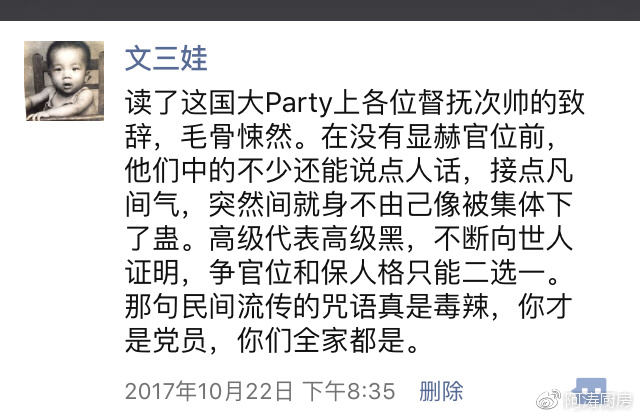 文三娃
读了这国大Party上各位督抚次帅的致
辞，毛骨悚然。在没有显赫官位前，
他们中的不少还能说点人话，接点凡
间气，突然间就身不由己像被集体下
了蛊。高级代表高级黑，不断向世人
证明，争官位和保人格只能二选一。
那句民间流传的咒语真是毒辣，你才
是党员，你们全家都是。
2017年10月22日 下午8:35 删除
@阿寿厨房